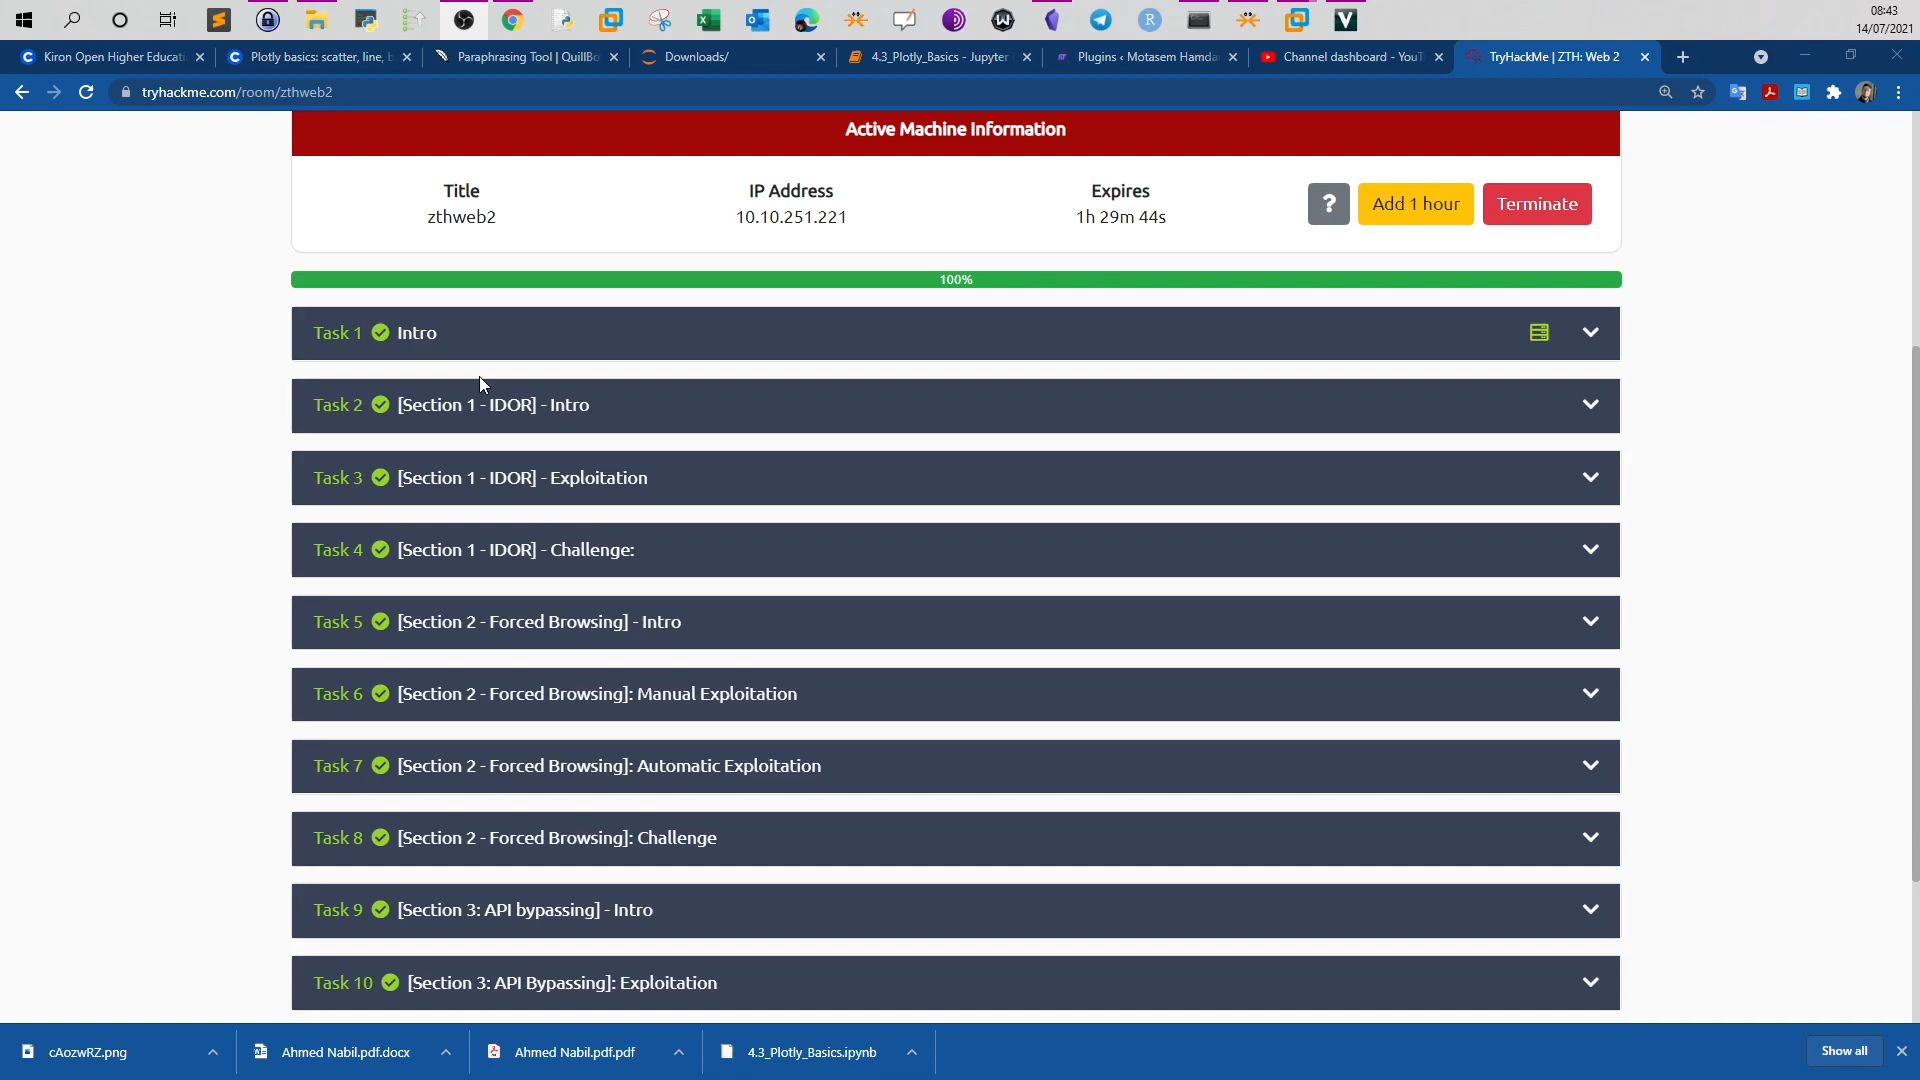 08:43
14/07/2021
Kiron Open Higher Educati
Plotly basics: scatter, line, b
Paraphrasing Tool | QuillBo
Downloads/
4.3_Plotly_Basics - Jupyter
Plugins ‹ Motasem Hamda
Channel dashboard - YouT
TryHackMe | ZTH: Web 2
tryhackme.com/room/zthweb2
Active Machine Information
Title
IP Address
Expires
zthweb2
10.10.251.221
1h 29m 44s
?
Add 1 hour
Terminate
100%
Task 1 Intro
Task 2 [Section 1 - IDOR] - Intro
Task 3 [Section 1 - IDOR] - Exploitation
Task 4 [Section 1 - IDOR] - Challenge:
Task 5 [Section 2 - Forced Browsing] - Intro
Task 6 [Section 2 - Forced Browsing]: Manual Exploitation
Task 7 [Section 2 - Forced Browsing]: Automatic Exploitation
Task 8 [Section 2 - Forced Browsing]: Challenge
Task 9 [Section 3: API bypassing] - Intro
Task 10 [Section 3: API Bypassing]: Exploitation
cAozwRZ.png
Ahmed Nabil.pdf.docx
Ahmed Nabil.pdf.pdf
4.3_Plotly_Basics.ipynb
Show all